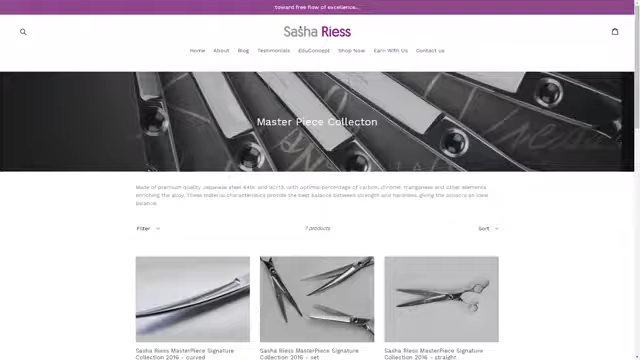 toward free flow of excellence...
Sasha Riess
Home About Blog Testimonials EduConcept Shop Now Earn With Us Contact us
Master Piece Collecton
Made of premium quality Japanese steel 440c and 9Cr13, with optimal percentage of carbon, chrome, manganese and other elements
enriching the alloy. These material characteristics provide the best balance between strength and hardness, giving the scissors an ideal
balance.
Filter 7 products Sort
Sasha Riess MasterPiece Signature
Collection 2016 - curved
Sasha Riess MasterPiece Signature
Collection 2016 - set
Sasha Riess MasterPiece Signature
Collection 2016 - straight